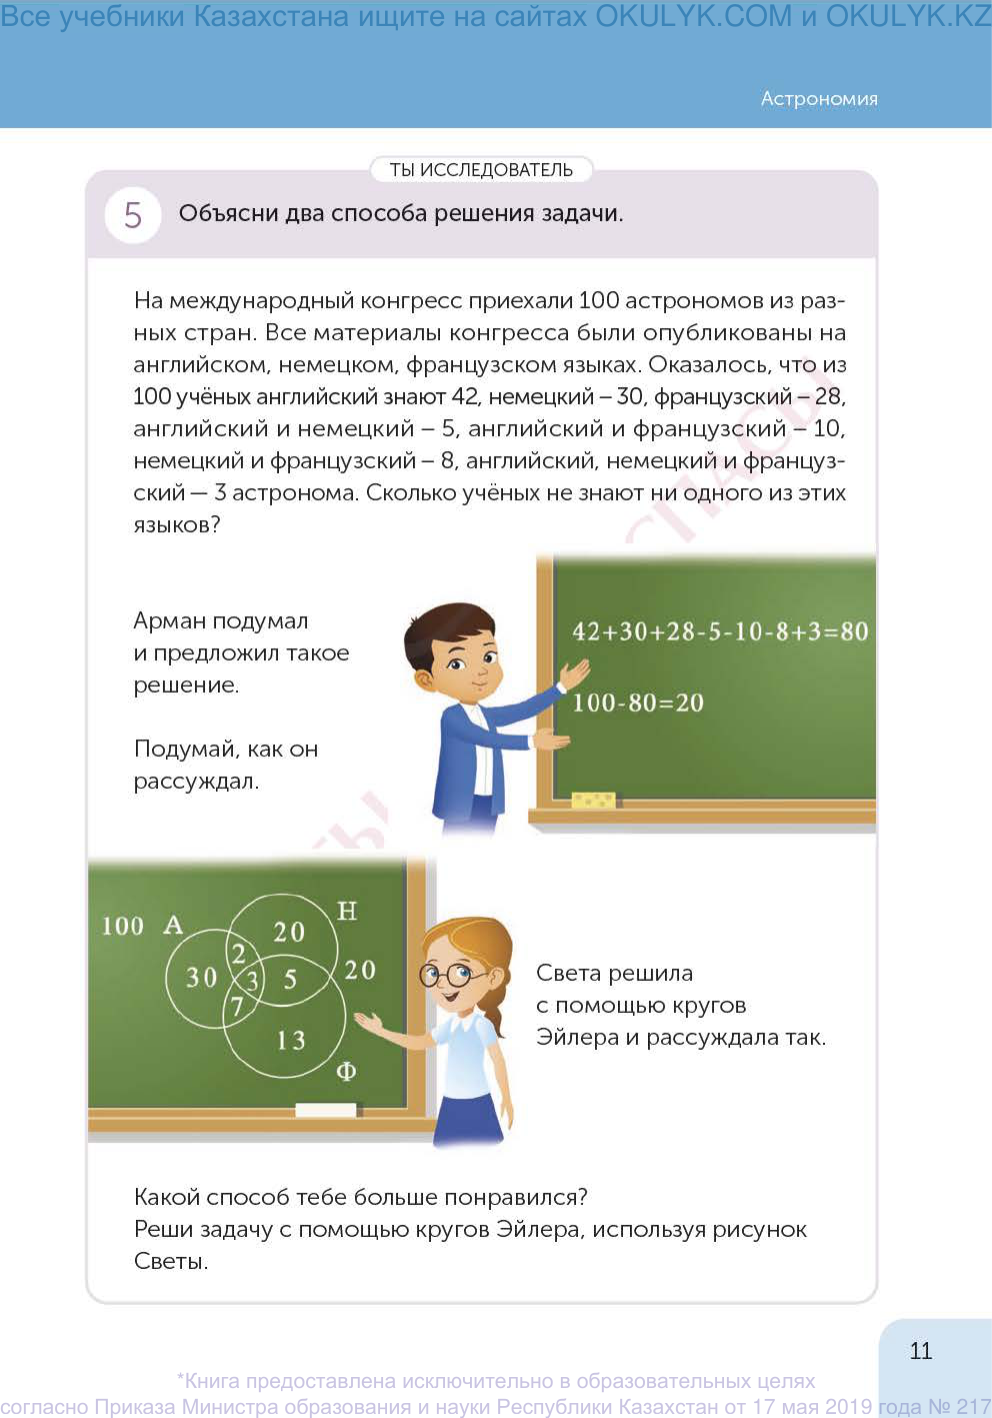 Все учебники Казахстана ищите на сайтах OKULYK.COM и OKULYK.KZ
Астрономия
ТЫ ИССЛЕДОВАТЕЛЬ
5 Объясни два способа решения задачи.
На международный конгресс приехали 100 астрономов из раз-
ных стран. Все материалы конгресса были опубликованы на
английском, немецком, французском языках. Оказалось, что из
100 учёных английский знают 42, немецкий – 30, французский – 28,
английский и немецкий – 5, английский и французский – 10,
немецкий и французский – 8, английский, немецкий и француз-
ский — 3 астронома. Сколько учёных не знают ни одного из этих
языков?
Арман подумал
и предложил такое
решение.
Подумай, как он
рассуждал.
42+30+28-5-10-8+3=80
100-80=20
100 А Н
20
2
30 3 5 20
7
13
Ф
Света решила
с помощью кругов
Эйлера и рассуждала так.
Какой способ тебе больше понравился?
Реши задачу с помощью кругов Эйлера, используя рисунок
Светы.
11
*Книга предоставлена исключительно в образовательных целях
согласно Приказа Министра образования и науки Республики Казахстан от 17 мая 2019 года № 217